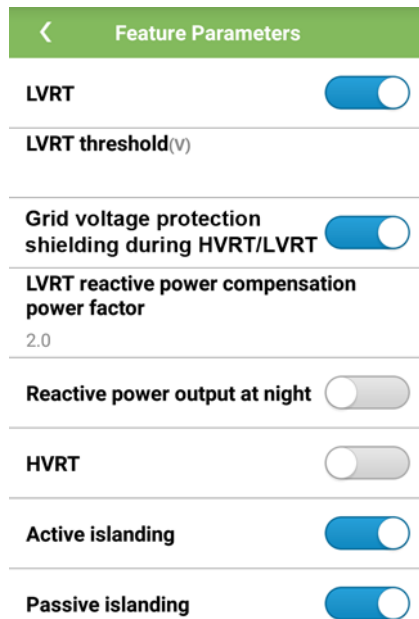 Feature Parameters
LVRT
LVRT threshold(V)
Grid voltage protection
shielding during HVRT/LVRT
LVRT reactive power compensation
power factor
2.0
Reactive power output at night
HVRT
Active islanding
Passive islanding